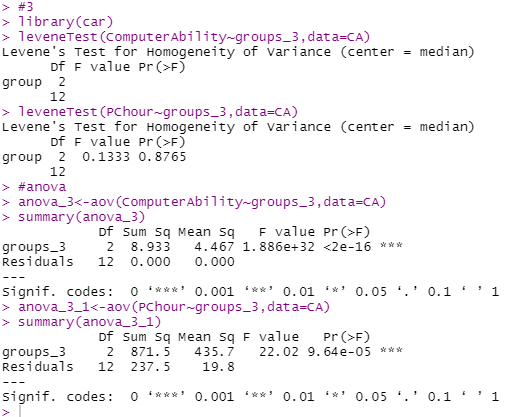 > #3
> library(car)
> leveneTest(ComputerAbility~groups_3,data=CA)
Levene's Test for Homogeneity of Variance (center = median)
      Df F value Pr(>F)
group  2
      12
> leveneTest(PChour~groups_3,data=CA)
Levene's Test for Homogeneity of Variance (center = median)
      Df F value Pr(>F)
group  2  0.1333 0.8765
      12
> #anova
> anova_3<-aov(ComputerAbility~groups_3,data=CA)
> summary(anova_3)
            Df Sum Sq Mean Sq   F value Pr(>F)
groups_3     2  8.933   4.467 1.886e+32 <2e-16 ***
Residuals   12  0.000   0.000
---
Signif. codes:  0 ‘***’ 0.001 ‘**’ 0.01 ‘*’ 0.05 ‘.’ 0.1 ‘ ’ 1
> anova_3_1<-aov(PChour~groups_3,data=CA)
> summary(anova_3_1)
            Df Sum Sq Mean Sq F value   Pr(>F)
groups_3     2  871.5   435.7   22.02 9.64e-05 ***
Residuals   12  237.5    19.8
---
Signif. codes:  0 ‘***’ 0.001 ‘**’ 0.01 ‘*’ 0.05 ‘.’ 0.1 ‘ ’ 1
>